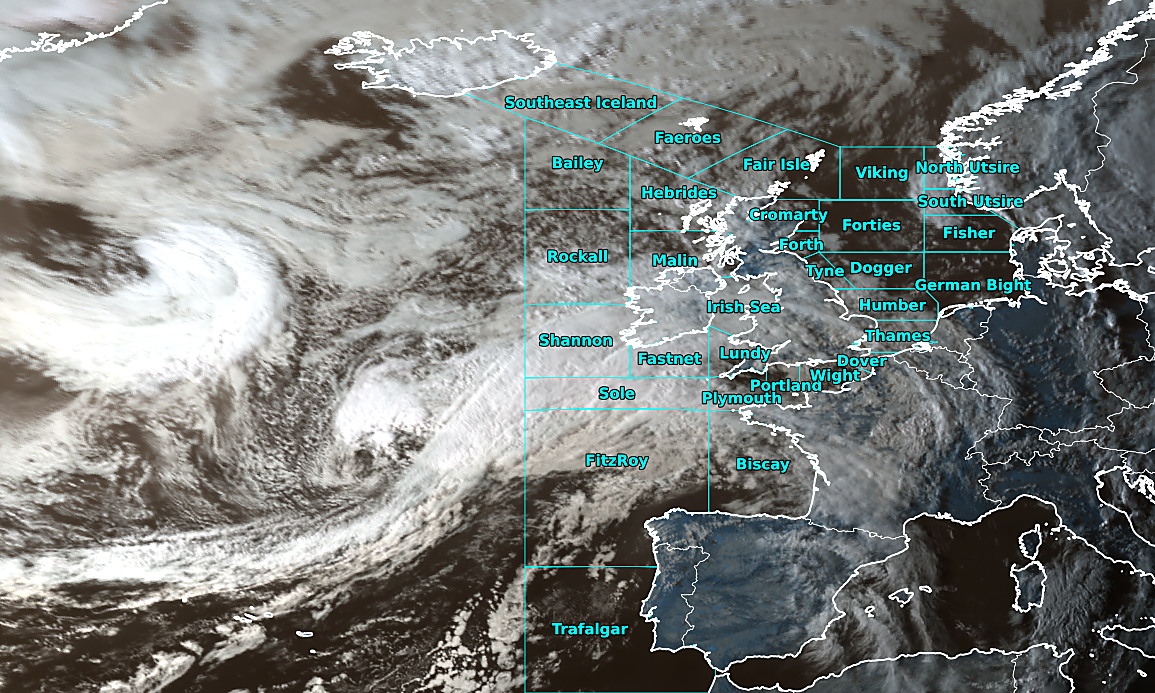 Southeast Iceland
Faeroes
Bailey
Fair Isle
Viking
North Utsire
Hebrides
South Utsire
Cromarty
Forties
Fisher
Forth
Rockall
Malin
Tyne
Dogger
German Bight
Irish Sea
Humber
Shannon
Thames
Fastnet
Lundy
Dover
Wight
Portland
Sole
Plymouth
FitzRoy
Biscay
Trafalgar